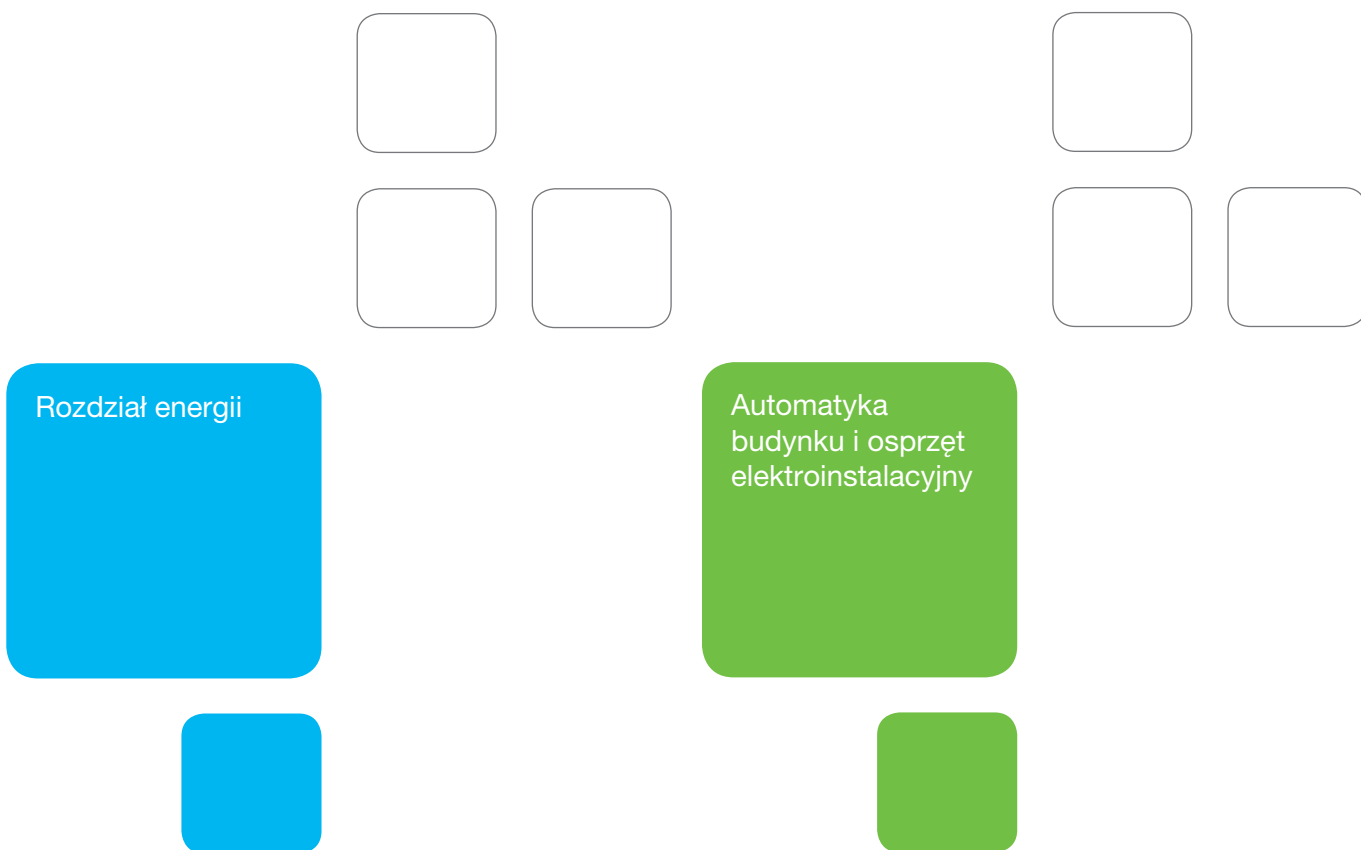 Rozdział energii
Automatyka
budynku i osprzęt
elektroinstalacyjny